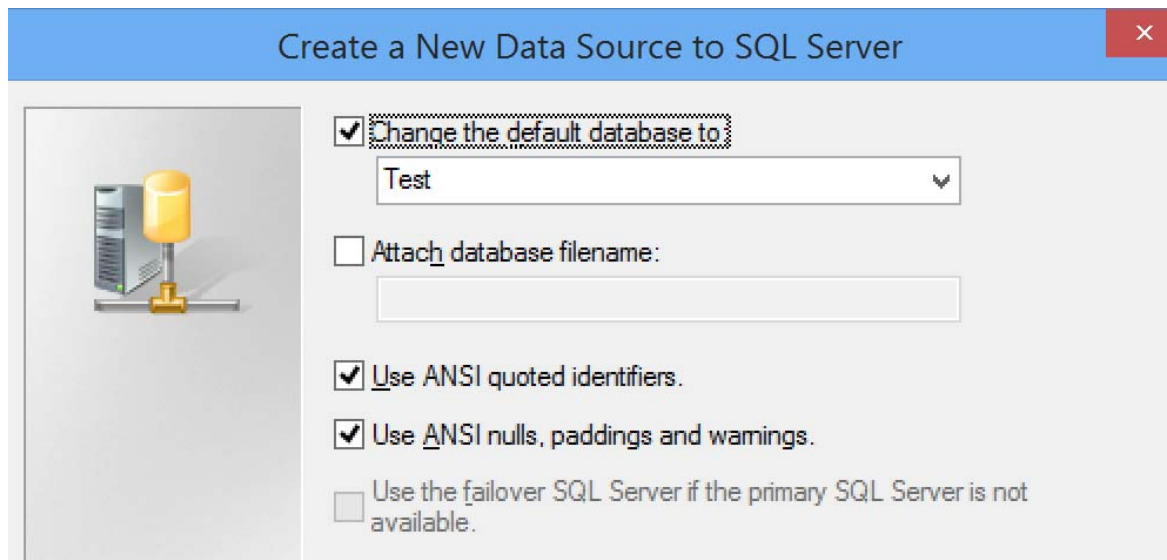 Create a New Data Source to SQL Server
Change the default database to:
Test
Attach database filename:
Use ANSI quoted identifiers.
Use ANSI nulls, paddings and warnings.
Use the failover SQL Server if the primary SQL Server is not
available.